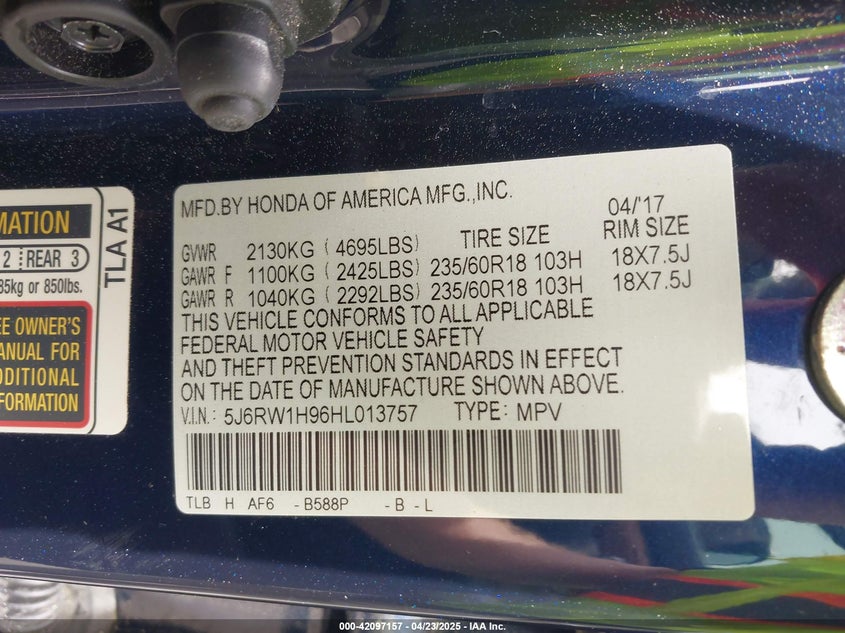 MFD.BY HONDA OF AMERICA MFG.,INC. 04/'17
GVWR 2130KG ( 4695LBS) TIRE SIZE RIM SIZE
GAWR F 1100KG ( 2425LBS) 235/60R18 103H 18X7.5J
GAWR R 1040KG ( 2292LBS) 235/60R18 103H 18X7.5J
THIS VEHICLE CONFORMS TO ALL APPLICABLE
FEDERAL MOTOR VEHICLE SAFETY
AND THEFT PREVENTION STANDARDS IN EFFECT
ON THE DATE OF MANUFACTURE SHOWN ABOVE.
V.I.N.: 5J6RW1H96HL013757 TYPE: MPV
TLB H AF6 - B588P - B - L
MATION
2 REAR 3
85kg or 850lbs.
EE OWNER'S
ANUAL FOR
DDITIONAL
FORMATION
TLA A1
000-42097157 - 04/23/2025 - IAA Inc.